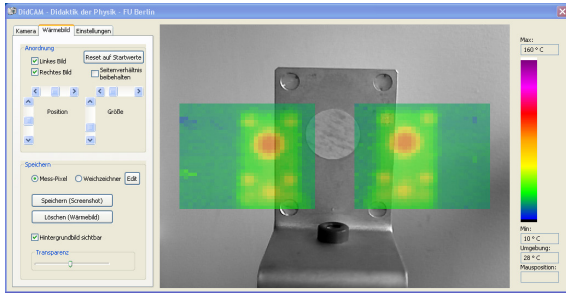 DidCAM - Didaktik der Physik - FU Berlin
Kamera Wärmebild Einstellungen
Anordnung
Linkes Bild
Reset auf Startwerte
Rechtes Bild
Seitenverhältnis
beibehalten
Position
Größe
Speichern
Mess-Pixel Weichzeichner Edit
Speichern (Screenshot)
Löschen (Wärmebild)
Hintergrundbild sichtbar
Transparenz
Max:
160 ° C
Min:
10 ° C
Umgebung:
28 ° C
Mausposition: